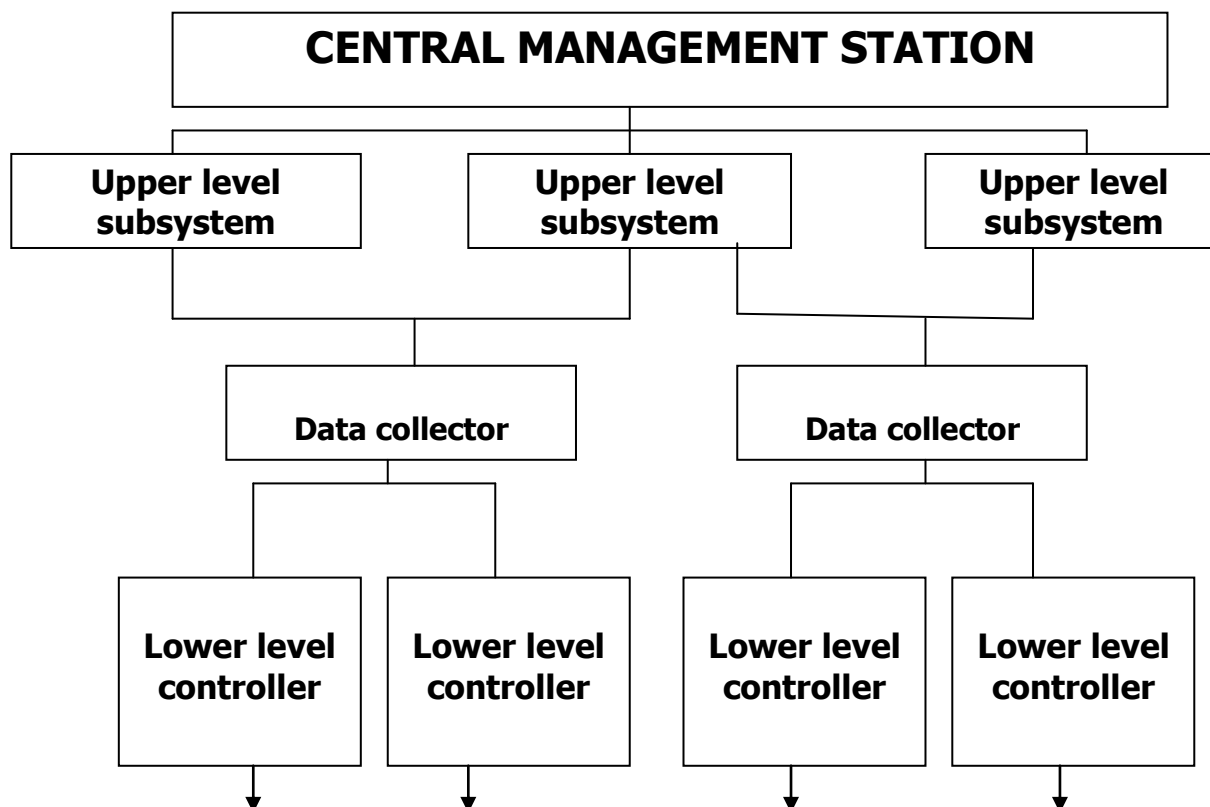 CENTRAL MANAGEMENT STATION
Upper level
subsystem
Upper level
subsystem
Upper level
subsystem
Data collector
Data collector
Lower level
controller
Lower level
controller
Lower level
controller
Lower level
controller